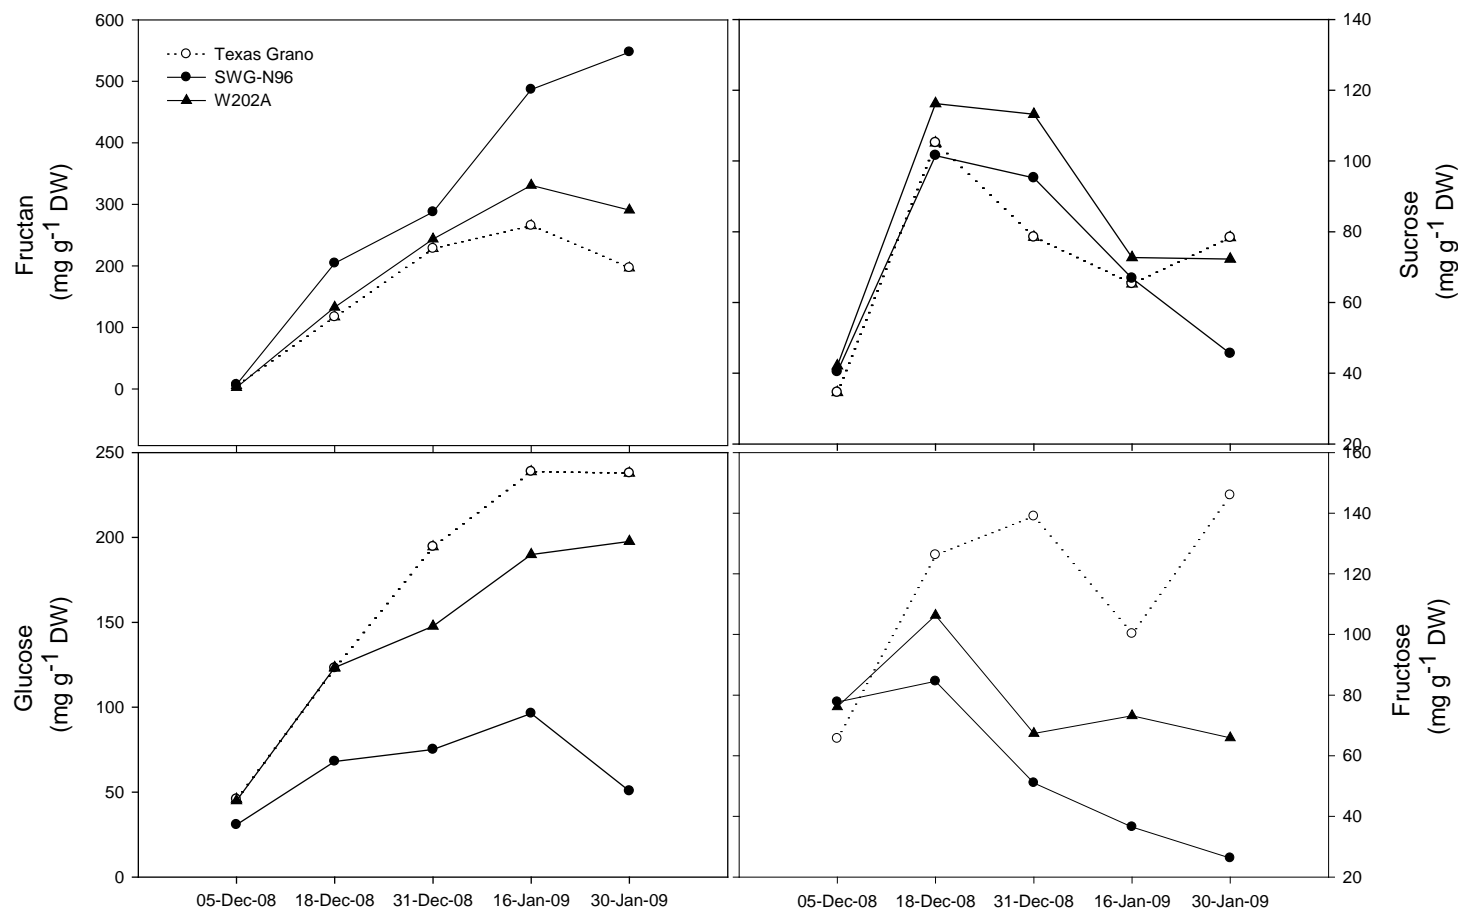 600
500
400
300
200
100
0
Fructan
(mg g-1 DW)
Texas Grano
SWG-N96
W202A
140
120
100
80
60
40
20
Sucrose
(mg g-1 DW)
250
200
150
100
50
0
Glucose
(mg g-1 DW)
05-Dec-08 18-Dec-08 31-Dec-08 16-Jan-09 30-Jan-09
160
140
120
100
80
60
40
20
Fructose
(mg g-1 DW)
05-Dec-08 18-Dec-08 31-Dec-08 16-Jan-09 30-Jan-09